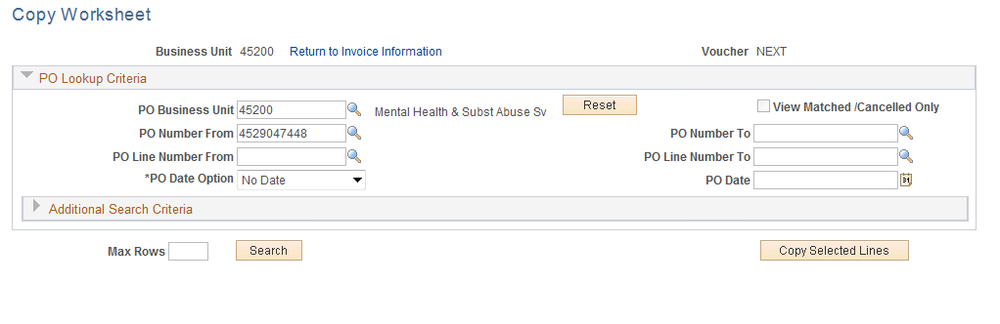 Copy Worksheet
Business Unit 45200 Return to Invoice Information Voucher NEXT
PO Lookup Criteria
PO Business Unit 45200 Mental Health & Subst Abuse Sv Reset View Matched /Cancelled Only
PO Number From 4529047448 PO Number To
PO Line Number From PO Line Number To
*PO Date Option No Date PO Date 31
Additional Search Criteria
Max Rows Search Copy Selected Lines